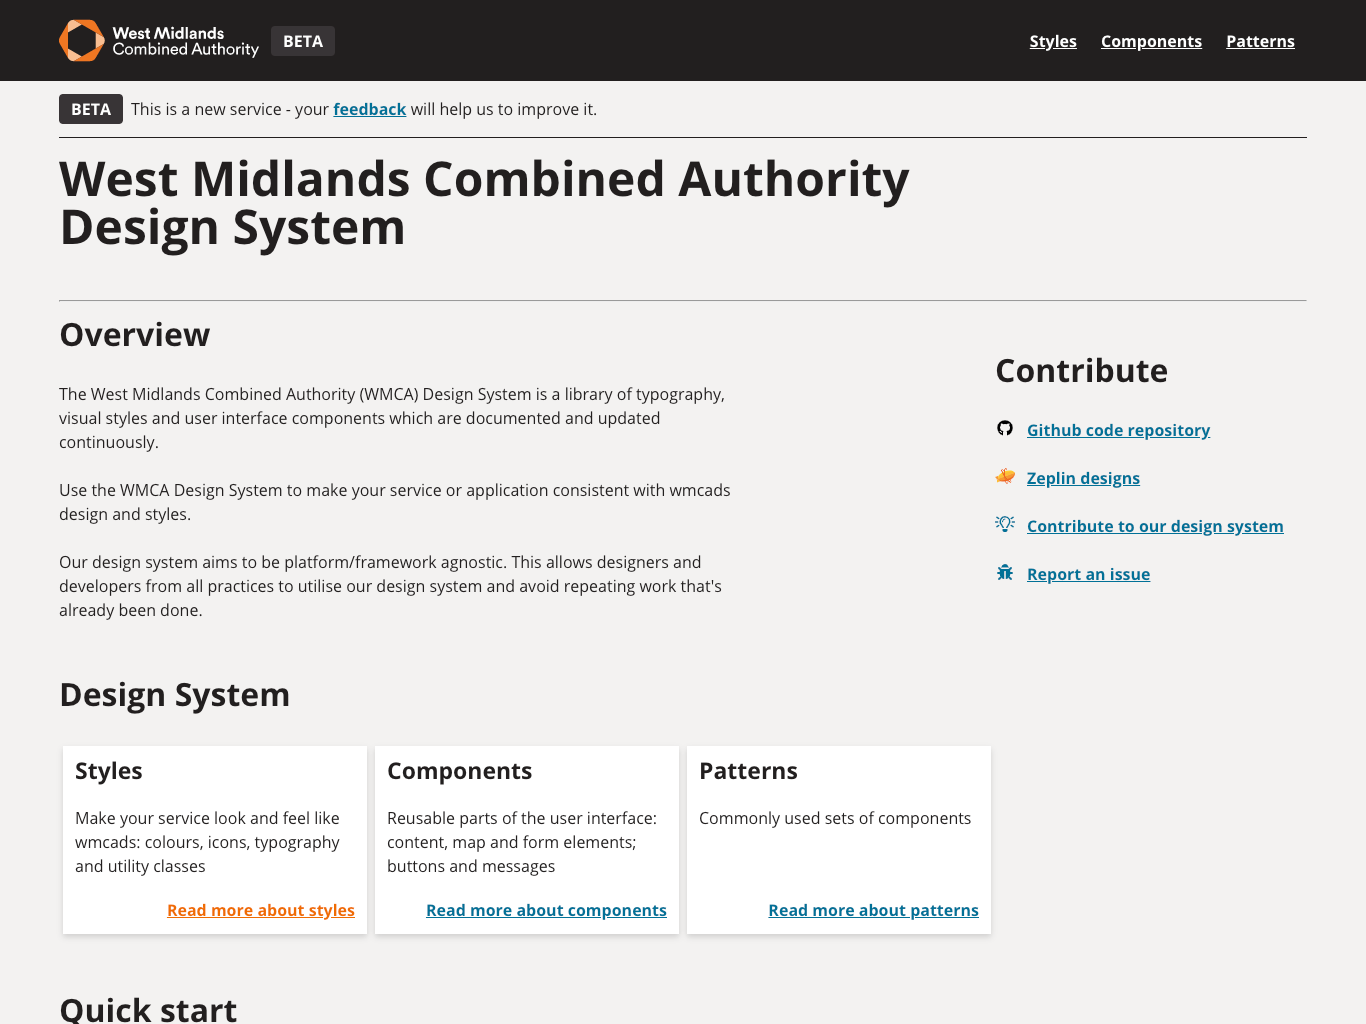 West Midlands
Combined Authority
BETA
Styles
Components
Patterns
BETA This is a new service - your feedback will help us to improve it.
West Midlands Combined Authority
Design System
Overview
The West Midlands Combined Authority (WMCA) Design System is a library of typography,
visual styles and user interface components which are documented and updated
continuously.
Use the WMCA Design System to make your service or application consistent with wmcads
design and styles.
Our design system aims to be platform/framework agnostic. This allows designers and
developers from all practices to utilise our design system and avoid repeating work that's
already been done.
Contribute
Github code repository
Zeplin designs
Contribute to our design system
Report an issue
Design System
Styles
Make your service look and feel like
wmcads: colours, icons, typography
and utility classes
Read more about styles
Components
Reusable parts of the user interface:
content, map and form elements;
buttons and messages
Read more about components
Patterns
Commonly used sets of components
Read more about patterns
Quick start